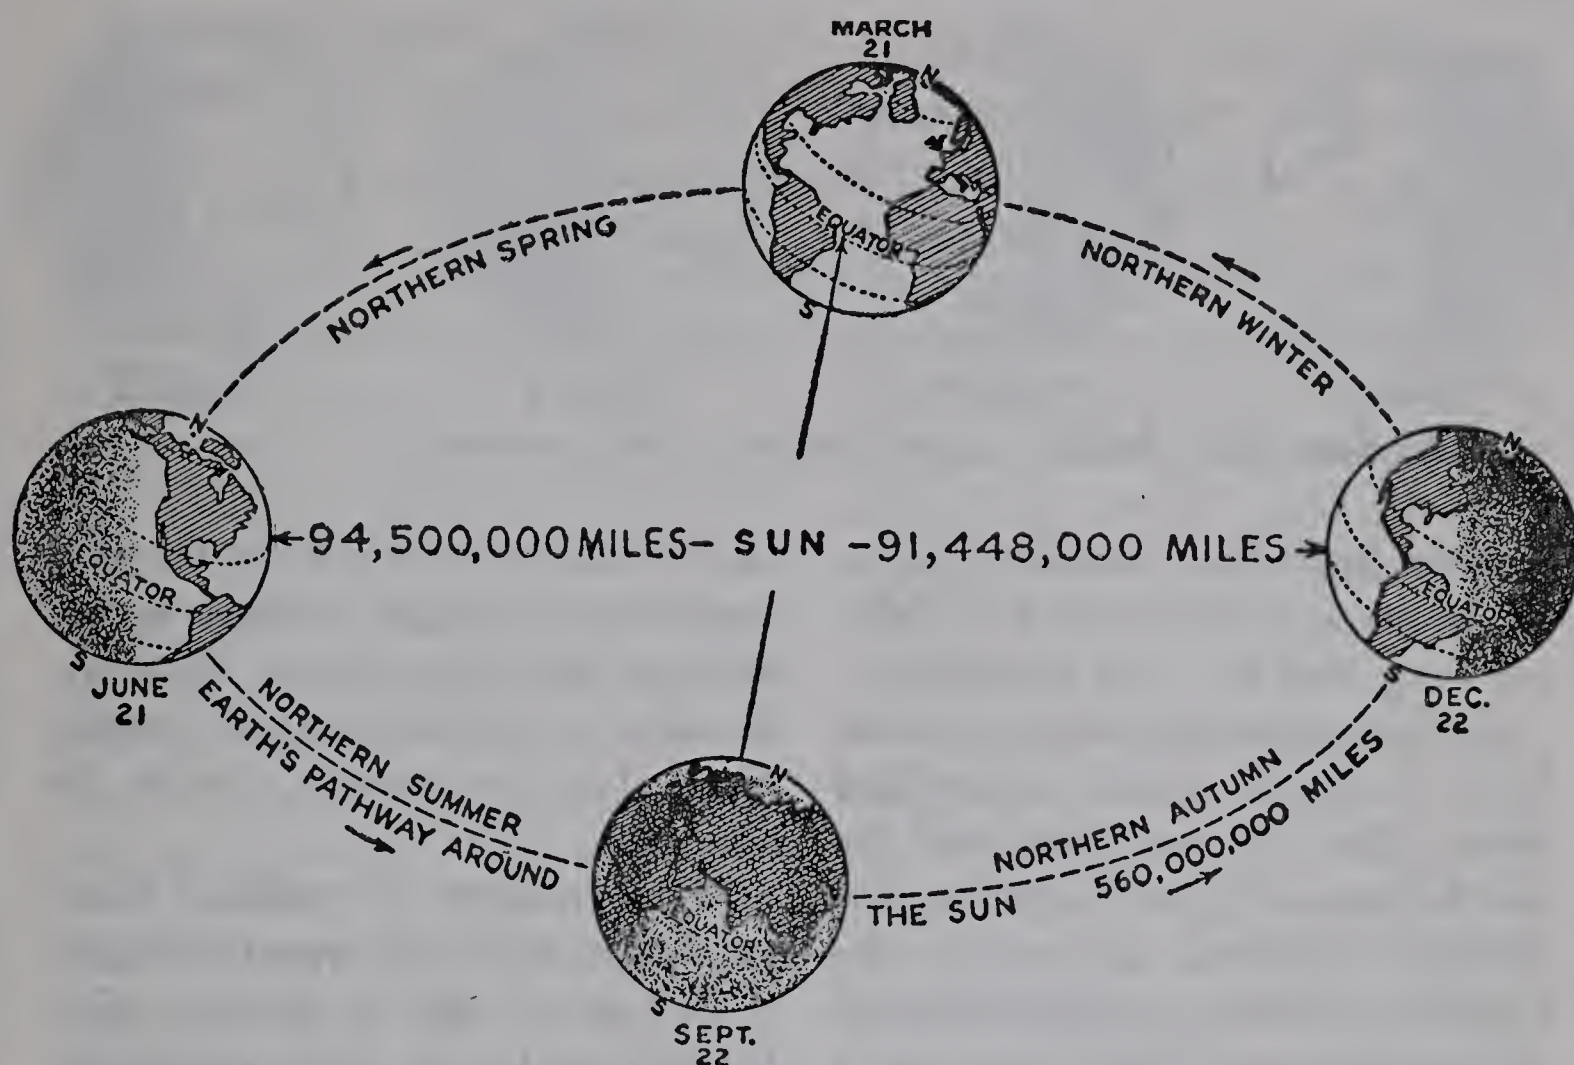 MARCH
21
N
EQUATOR
S
NORTHERN SPRING
NORTHERN WINTER
N
EQUATOR
S
JUNE
21
←94,500,000 MILES– SUN –91,448,000 MILES→
N
EQUATOR
S
DEC.
22
NORTHERN SUMMER
EARTH'S PATHWAY AROUND
N
EQUATOR
S
SEPT.
22
NORTHERN AUTUMN
THE SUN 560,000,000 MILES